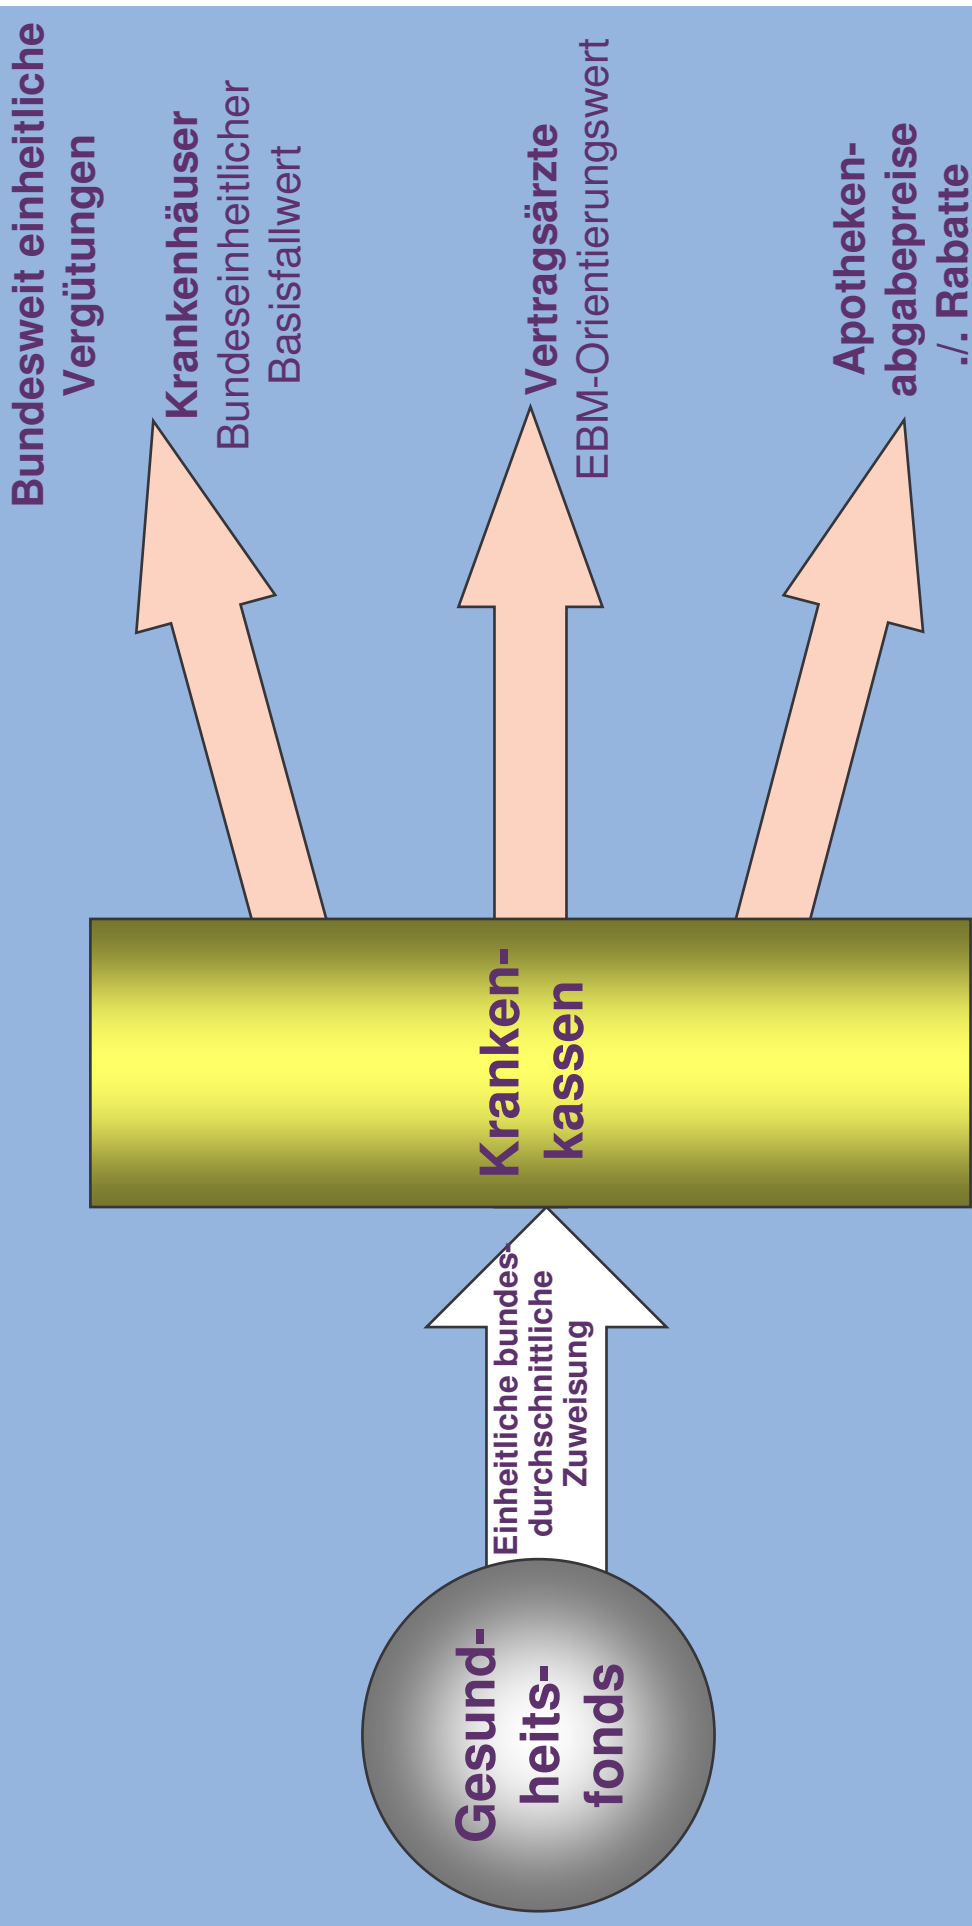 Bundesweit einheitliche
Vergütungen
Krankenhäuser
Bundeseinheitlicher
Basisfallwert
Vertragsärzte
EBM-Orientierungswert
Apotheken-
abgabepreise
./. Rabatte
Kranken-
kassen
Einheitliche bundes-
durchschnittliche
Zuweisung
Gesund-
heits-
fonds